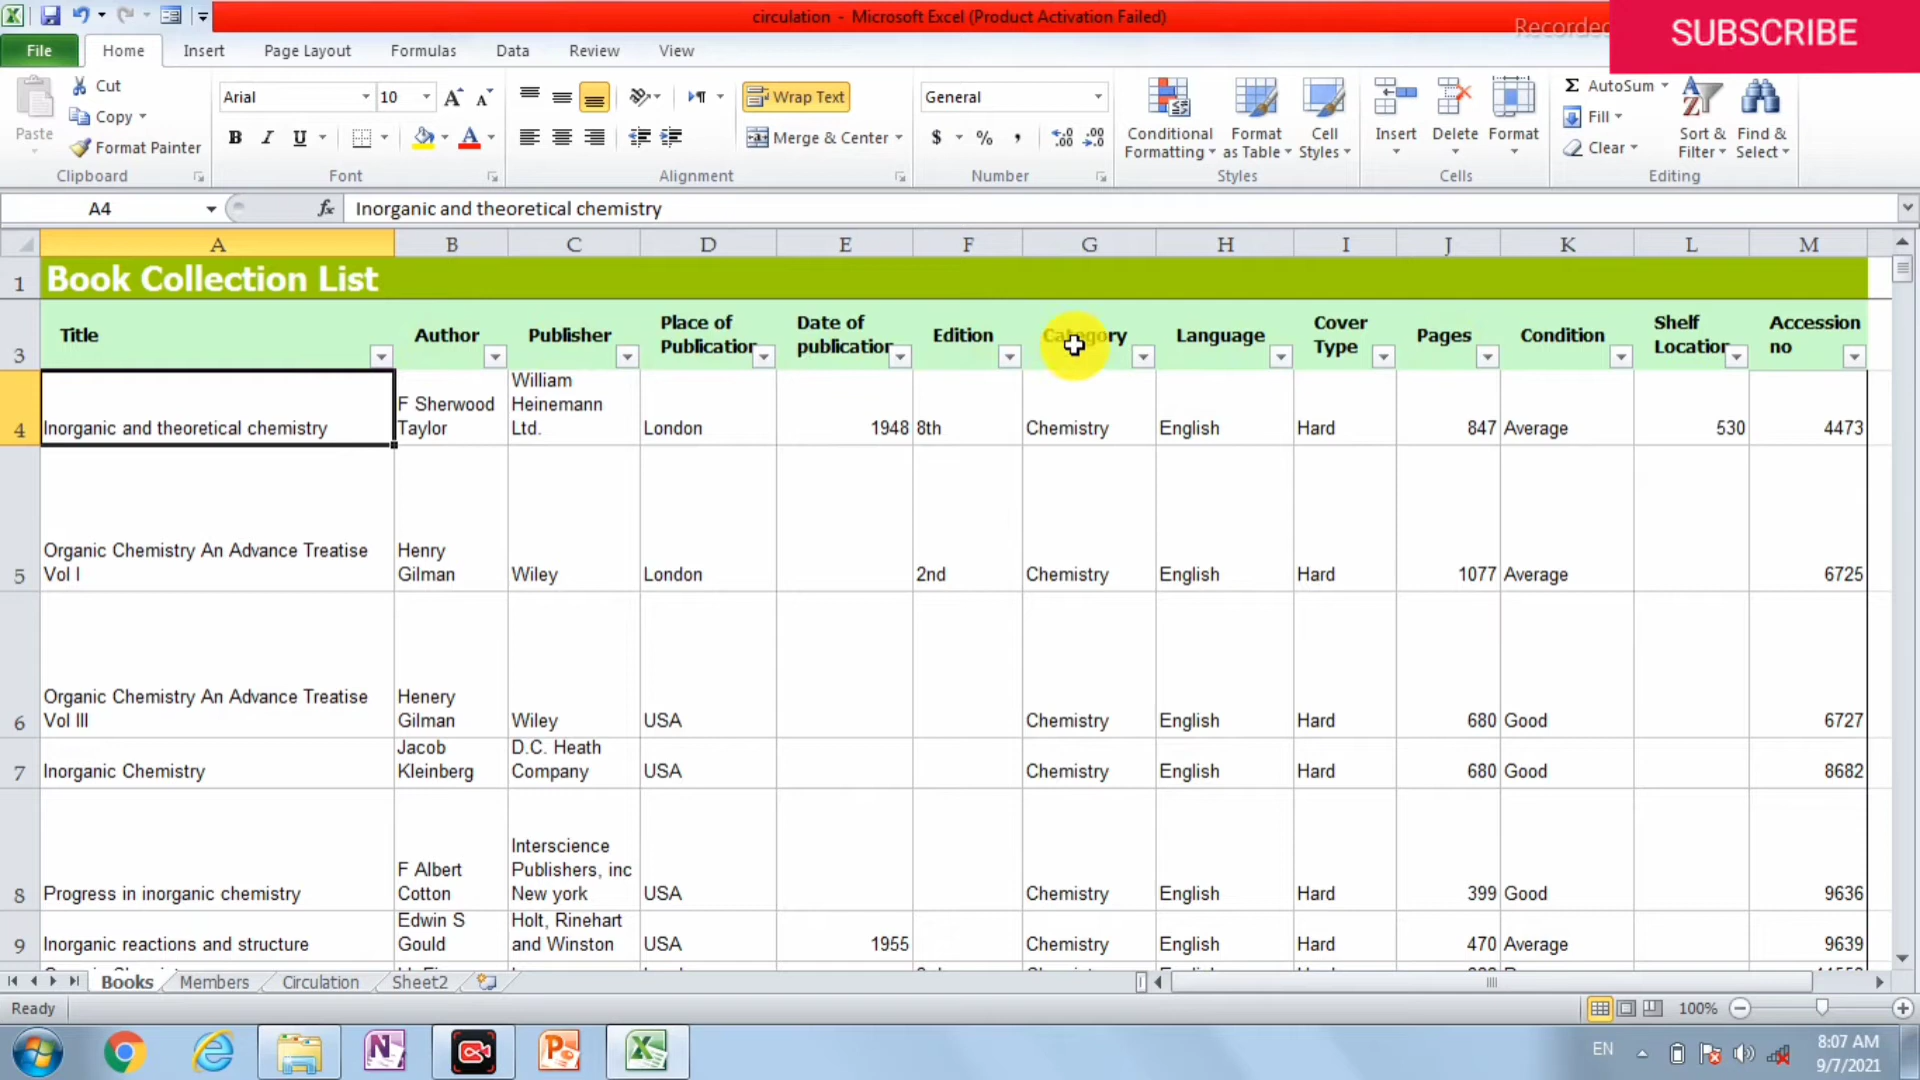 circulation - Microsoft Excel (Product Activation Failed)
SUBSCRIBE
File Home Insert Page Layout Formulas Data Review View
Paste
Cut
Copy
Format Painter
Clipboard
Arial 10
B I U A
Font
Wrap Text
Merge & Center
Alignment
General
$ % ,
Number
Conditional Formatting
Format as Table
Cell Styles
Styles
Insert Delete Format
Cells
Σ AutoSum
Fill
Clear
Sort & Filter
Find & Select
Editing
A4 fx Inorganic and theoretical chemistry
A B C D E F G H I J K L M
1 Book Collection List
3 Title Author Publisher Place of Publication Date of publication Edition Category Language Cover Type Pages Condition Shelf Location Accession no
4 Inorganic and theoretical chemistry F Sherwood Taylor William Heinemann Ltd. London 1948 8th Chemistry English Hard 847 Average 530 4473
5 Organic Chemistry An Advance Treatise Vol I Henry Gilman Wiley London 2nd Chemistry English Hard 1077 Average 6725
6 Organic Chemistry An Advance Treatise Vol III Henery Gilman Wiley USA Chemistry English Hard 680 Good 6727
7 Inorganic Chemistry Jacob Kleinberg D.C. Heath Company USA Chemistry English Hard 680 Good 8682
8 Progress in inorganic chemistry F Albert Cotton Interscience Publishers, inc New york USA Chemistry English Hard 399 Good 9636
9 Inorganic reactions and structure Edwin S Gould Holt, Rinehart and Winston USA 1955 Chemistry English Hard 470 Average 9639
Books Members Circulation Sheet2
Ready 100%
EN 8:07 AM
9/7/2021